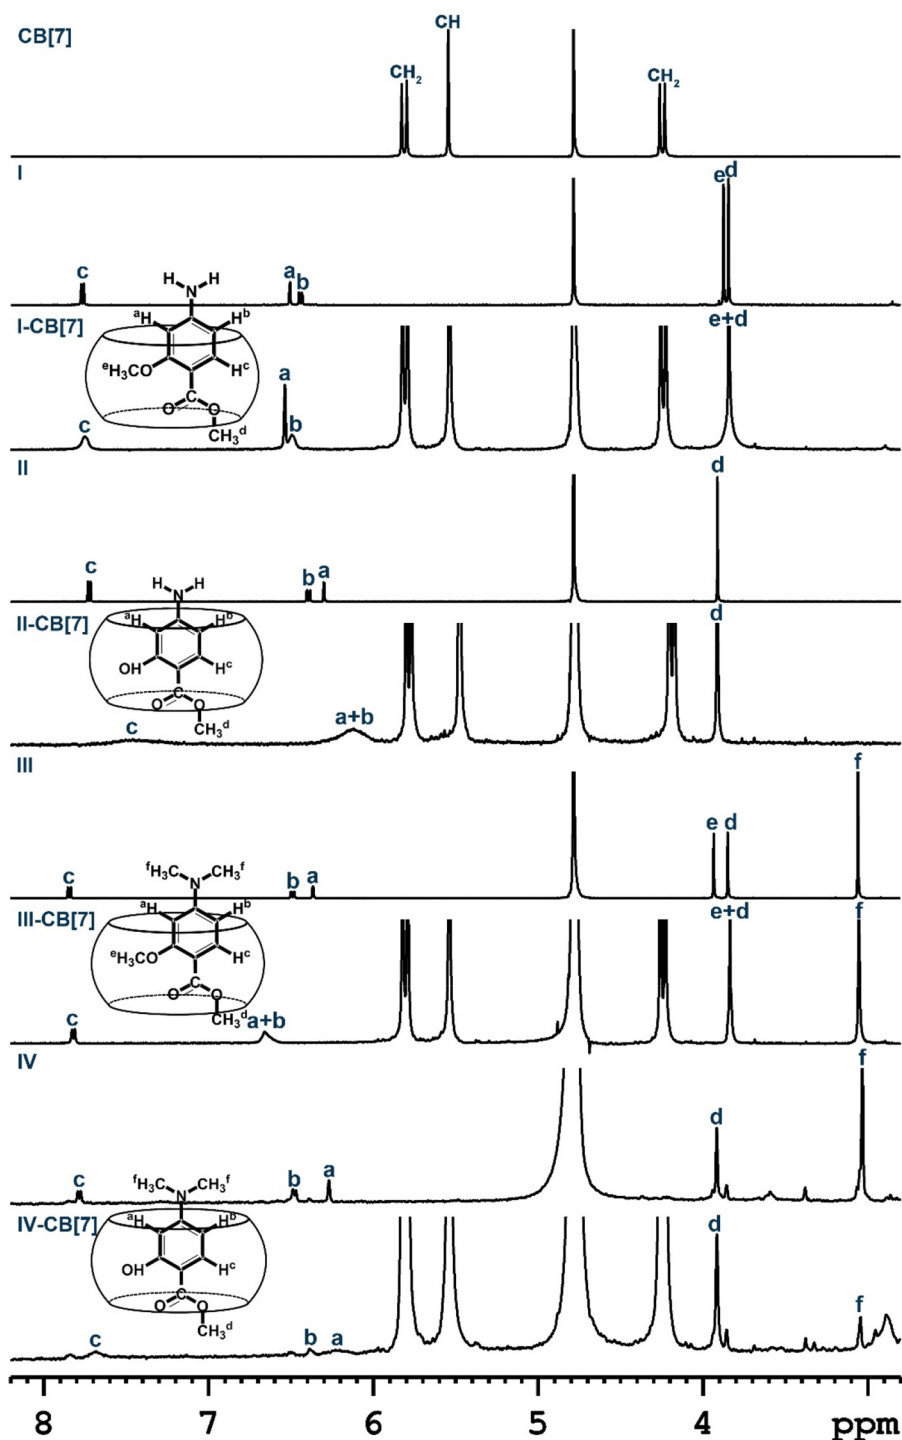 CB[7]
CH
CH₂
CH₂
I
e d
c
a
b
H H
N
I-CB[7]
ᵃH
Hᵇ
e+d
ᵉH₃CO
Hᶜ
a
C
O O
c
b
CH₃ᵈ
II
d
c
b a
H H
N
II-CB[7]
ᵃH
Hᵇ
d
OH
Hᶜ
C
O O
c
CH₃ᵈ
a+b
III
f
e d
c
b a
ᶠH₃C CH₃ᶠ
N
III-CB[7]
ᵃH
Hᵇ
e+d
f
ᵉH₃CO
Hᶜ
C
O O
c
CH₃ᵈ
a+b
IV
f
d
c
b a
ᶠH₃C CH₃ᶠ
N
IV-CB[7]
ᵃH
Hᵇ
d
OH
Hᶜ
C
O O
f
c
CH₃ᵈ
b a
8 7 6 5 4 ppm